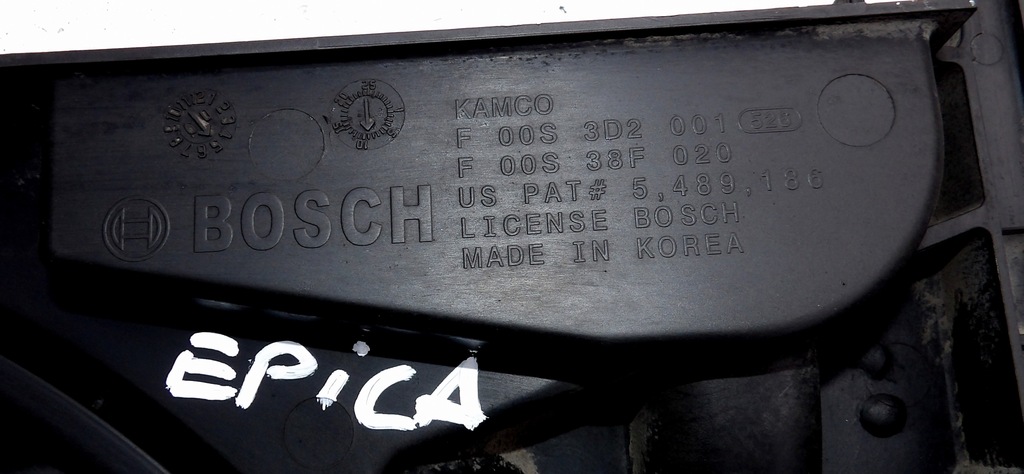 KAMCO
F 00S 3D2 001 528
F 00S 38F 020
US PAT# 5,489,186
LICENSE BOSCH
MADE IN KOREA
BOSCH
EPiCA